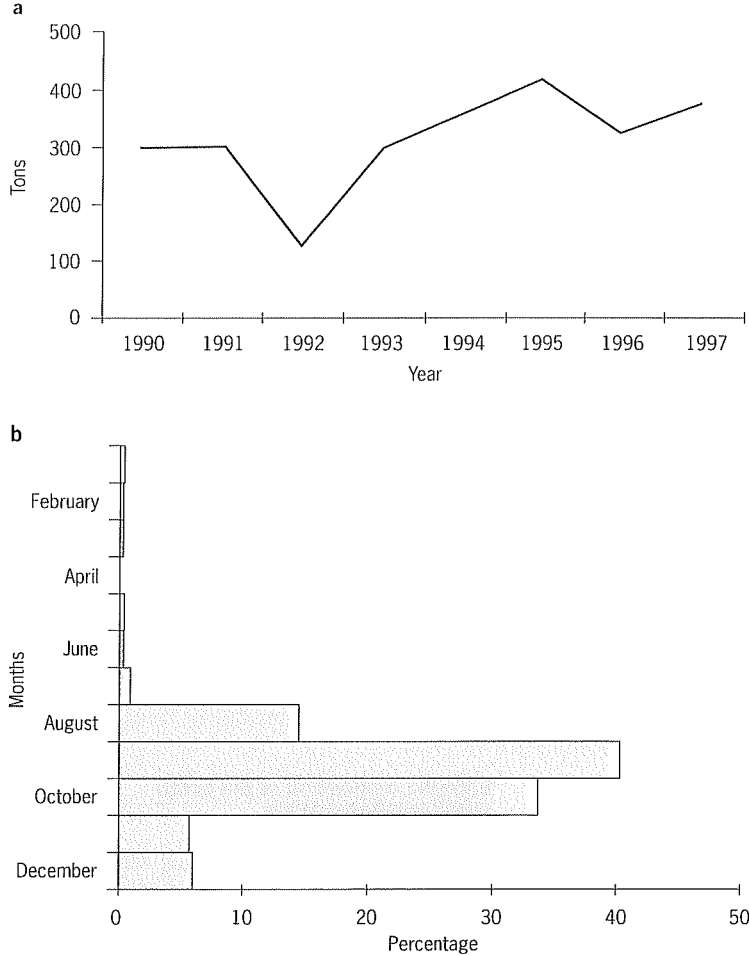 a
500
400
300
200
100
0
Tons
1990 1991 1992 1993 1994 1995 1996 1997
Year
b
February
April
June
August
October
December
Months
0 10 20 30 40 50
Percentage